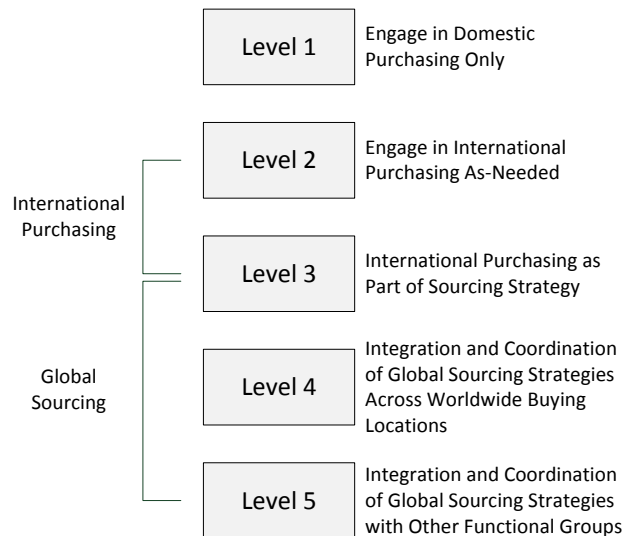 Level 1
Engage in Domestic
Purchasing Only
Level 2
Engage in International
Purchasing As-Needed
International
Purchasing
Level 3
International Purchasing as
Part of Sourcing Strategy
Global
Sourcing
Level 4
Integration and Coordination
of Global Sourcing Strategies
Across Worldwide Buying
Locations
Level 5
Integration and Coordination
of Global Sourcing Strategies
with Other Functional Groups